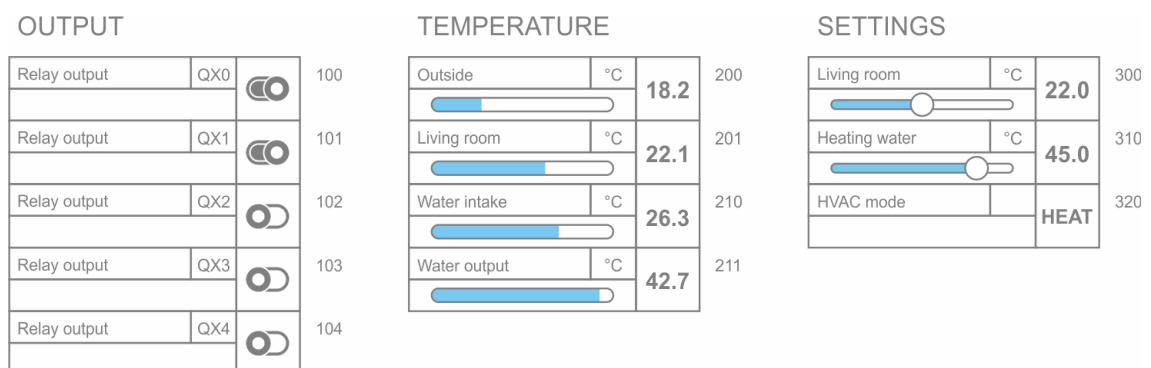 OUTPUT
Relay output QX0 100
Relay output QX1 101
Relay output QX2 102
Relay output QX3 103
Relay output QX4 104
TEMPERATURE
Outside °C 18.2 200
Living room °C 22.1 201
Water intake °C 26.3 210
Water output °C 42.7 211
SETTINGS
Living room °C 22.0 300
Heating water °C 45.0 310
HVAC mode HEAT 320